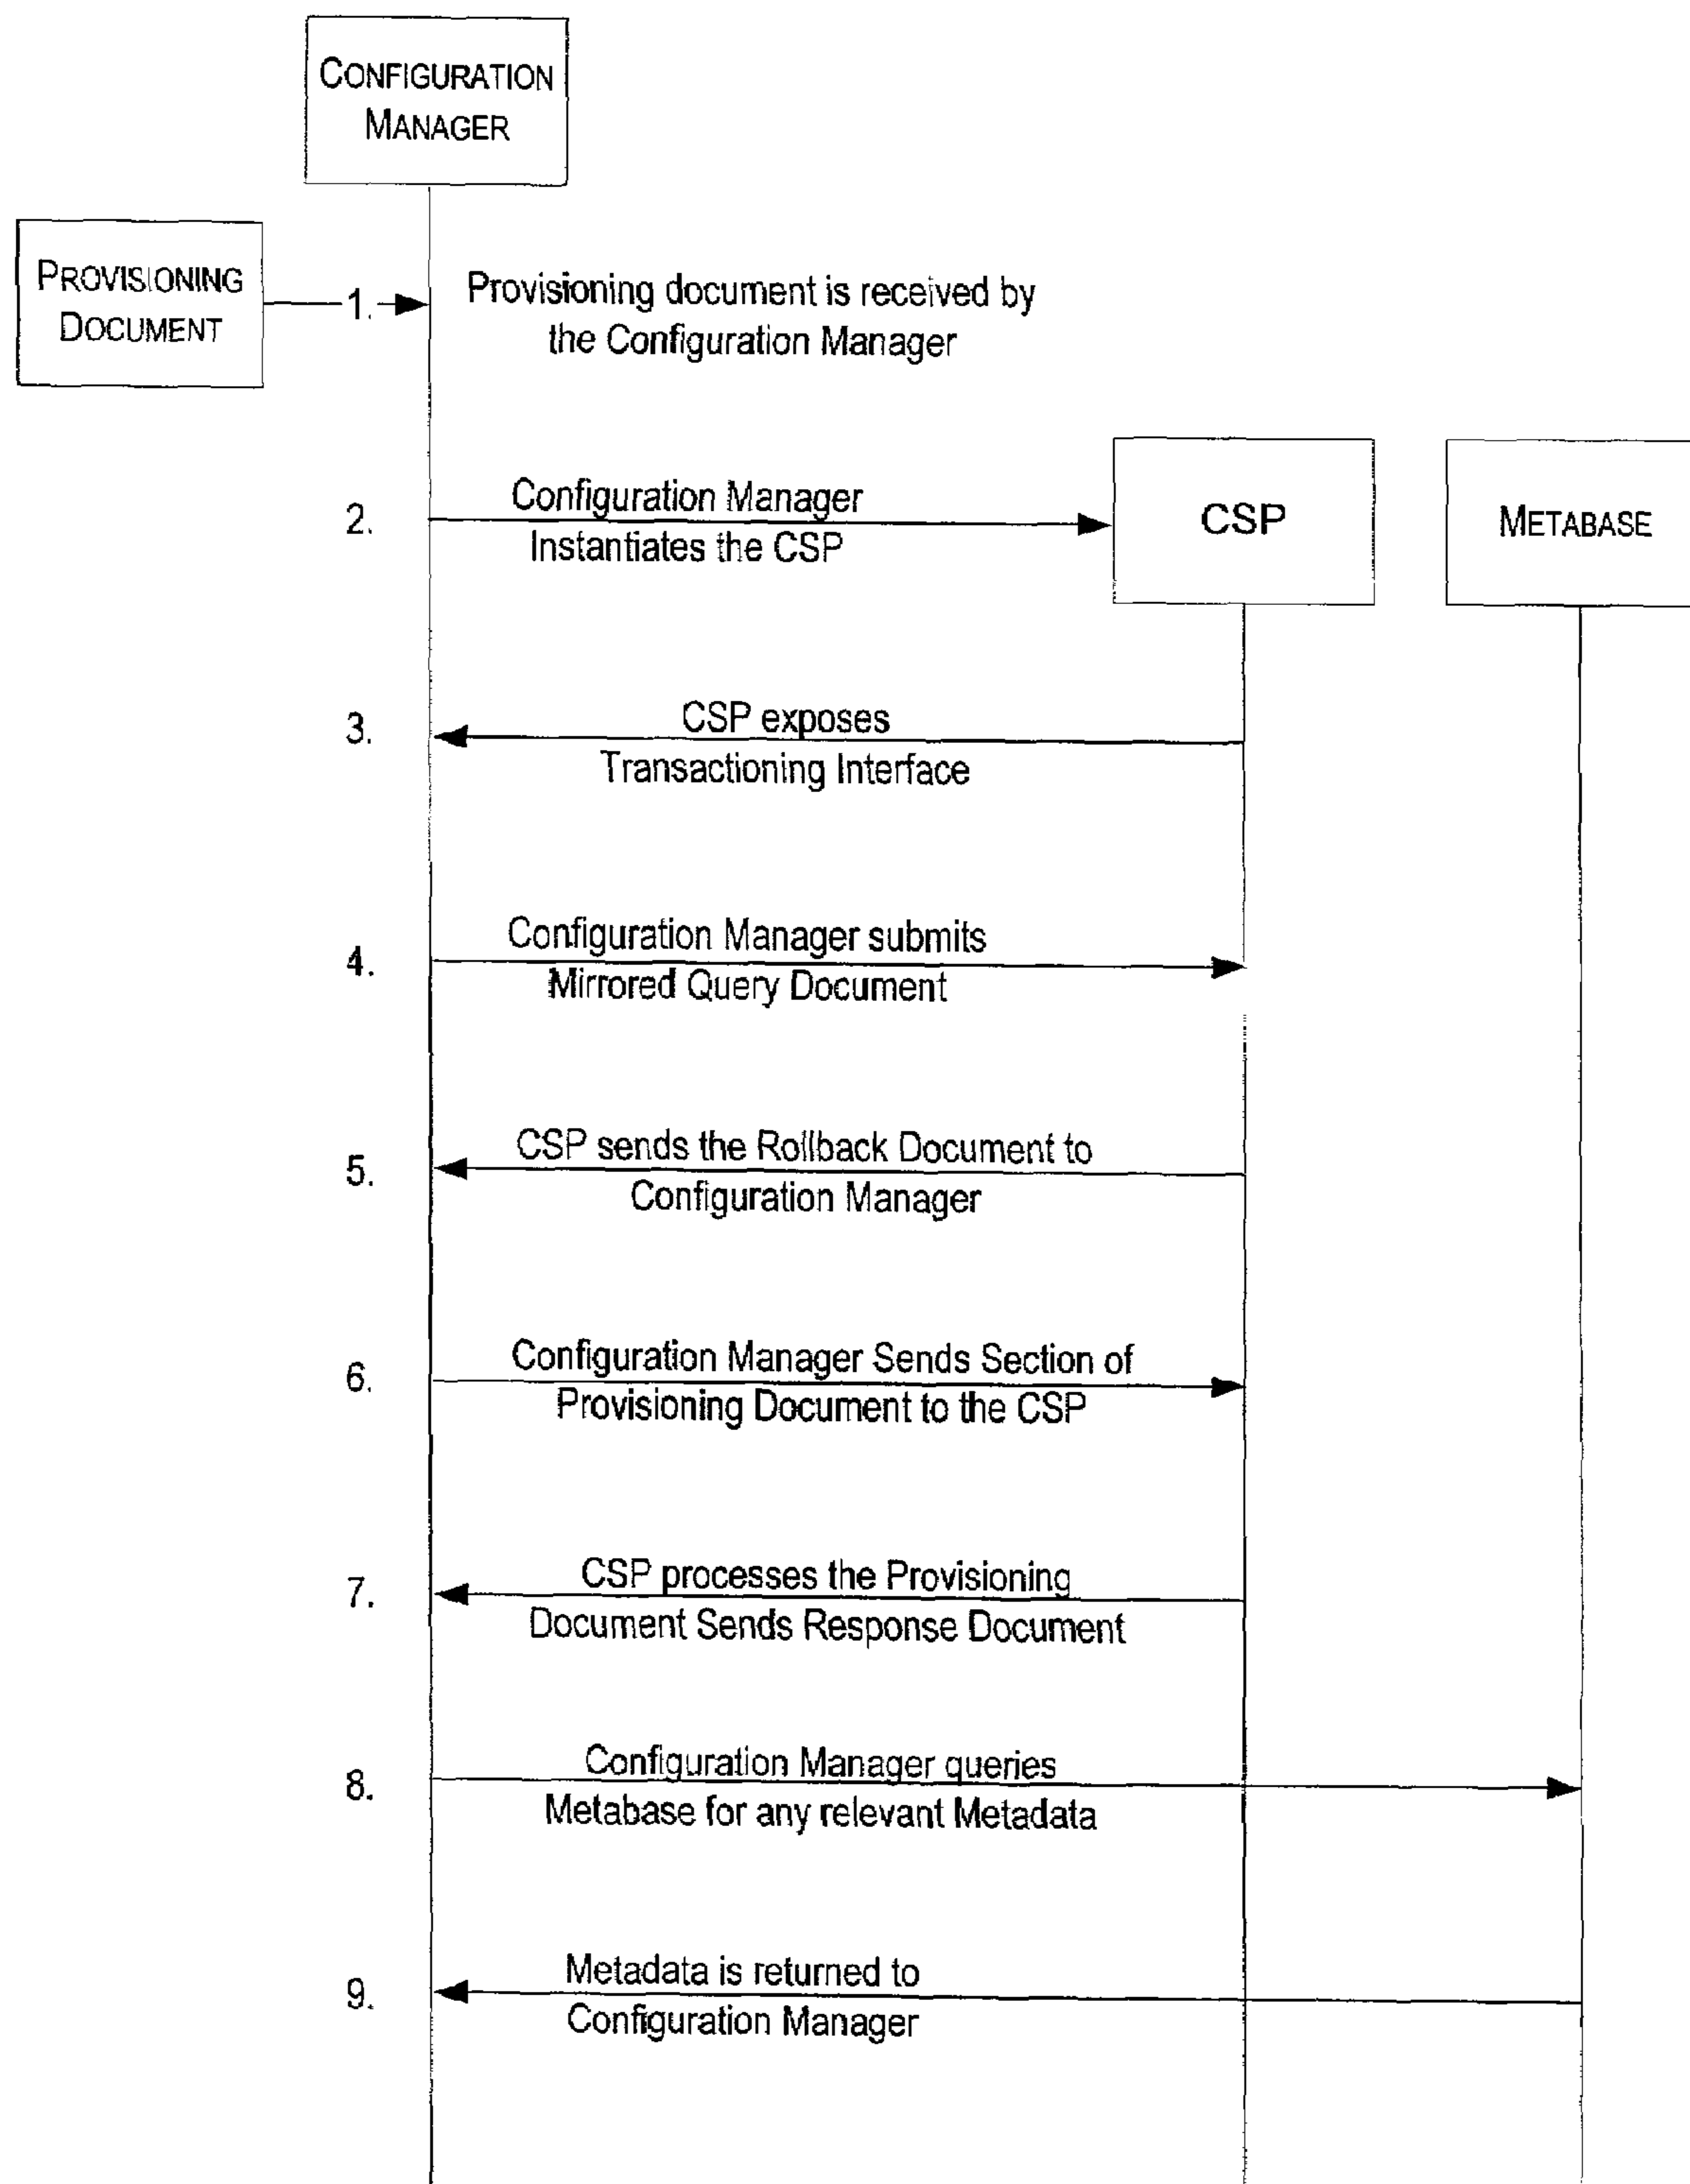 CONFIGURATION
MANAGER
PROVISIONING
DOCUMENT
1.
Provisioning document is received by
the Configuration Manager
CSP
METABASE
2.
Configuration Manager
Instantiates the CSP
3.
CSP exposes
Transactioning Interface
4.
Configuration Manager submits
Mirrored Query Document
5.
CSP sends the Rollback Document to
Configuration Manager
6.
Configuration Manager Sends Section of
Provisioning Document to the CSP
7.
CSP processes the Provisioning
Document Sends Response Document
8.
Configuration Manager queries
Metabase for any relevant Metadata
9.
Metadata is returned to
Configuration Manager